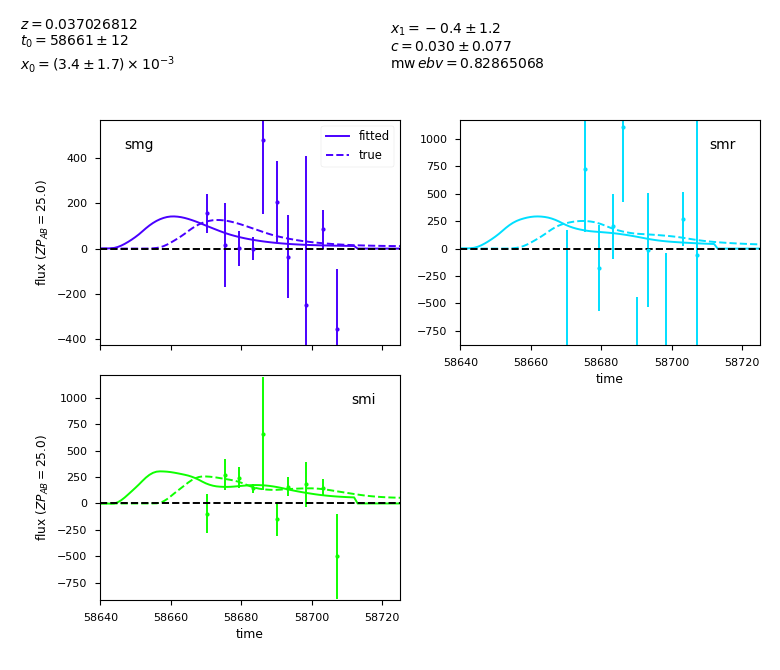 z = 0.037026812
t₀ = 58661 ± 12
x₀ = (3.4 ± 1.7) × 10⁻³
x₁ = −0.4 ± 1.2
c = 0.030 ± 0.077
mw ebv = 0.82865068
smg
fitted
true
400
200
0
−200
−400
flux (ZP_AB = 25.0)
smr
1000
750
500
250
0
−250
−500
−750
58640 58660 58680 58700 58720
time
smi
1000
750
500
250
0
−250
−500
−750
flux (ZP_AB = 25.0)
58640 58660 58680 58700 58720
time